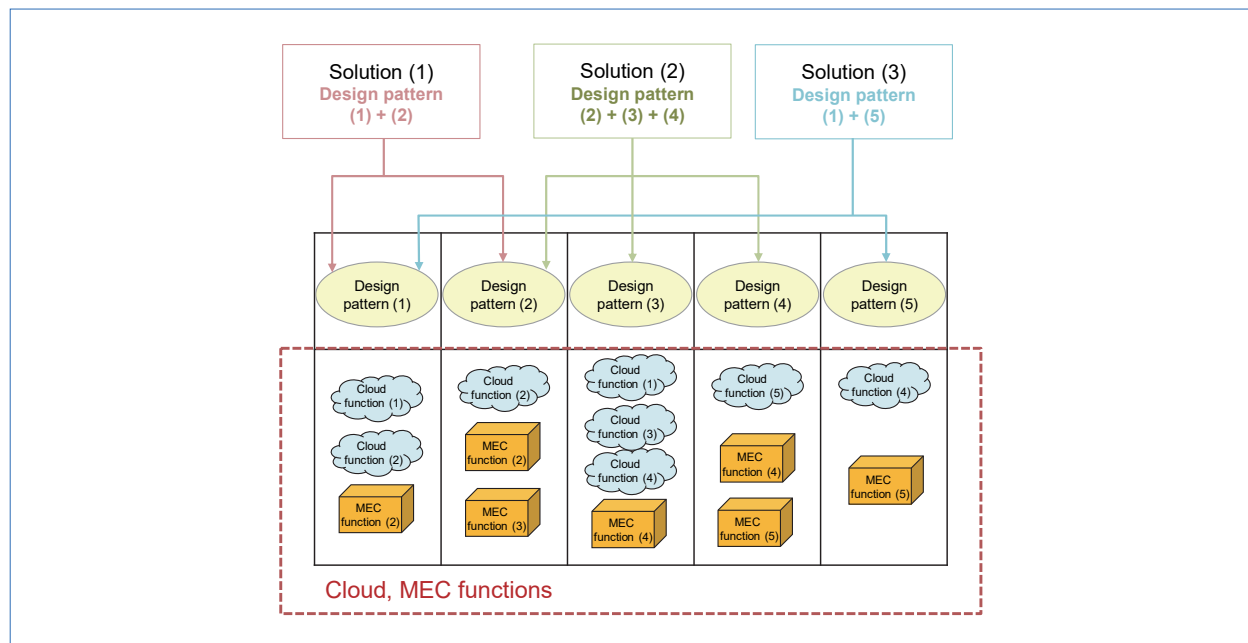 Solution (1)
Design pattern
(1) + (2)
Solution (2)
Design pattern
(2) + (3) + (4)
Solution (3)
Design pattern
(1) + (5)
Design
pattern (1)
Design
pattern (2)
Design
pattern (3)
Design
pattern (4)
Design
pattern (5)
Cloud
function (1)
Cloud
function (2)
MEC
function (2)
Cloud
function (2)
MEC
function (2)
MEC
function (3)
Cloud
function (1)
Cloud
function (3)
Cloud
function (4)
MEC
function (4)
Cloud
function (5)
MEC
function (4)
MEC
function (5)
Cloud
function (4)
MEC
function (5)
Cloud, MEC functions